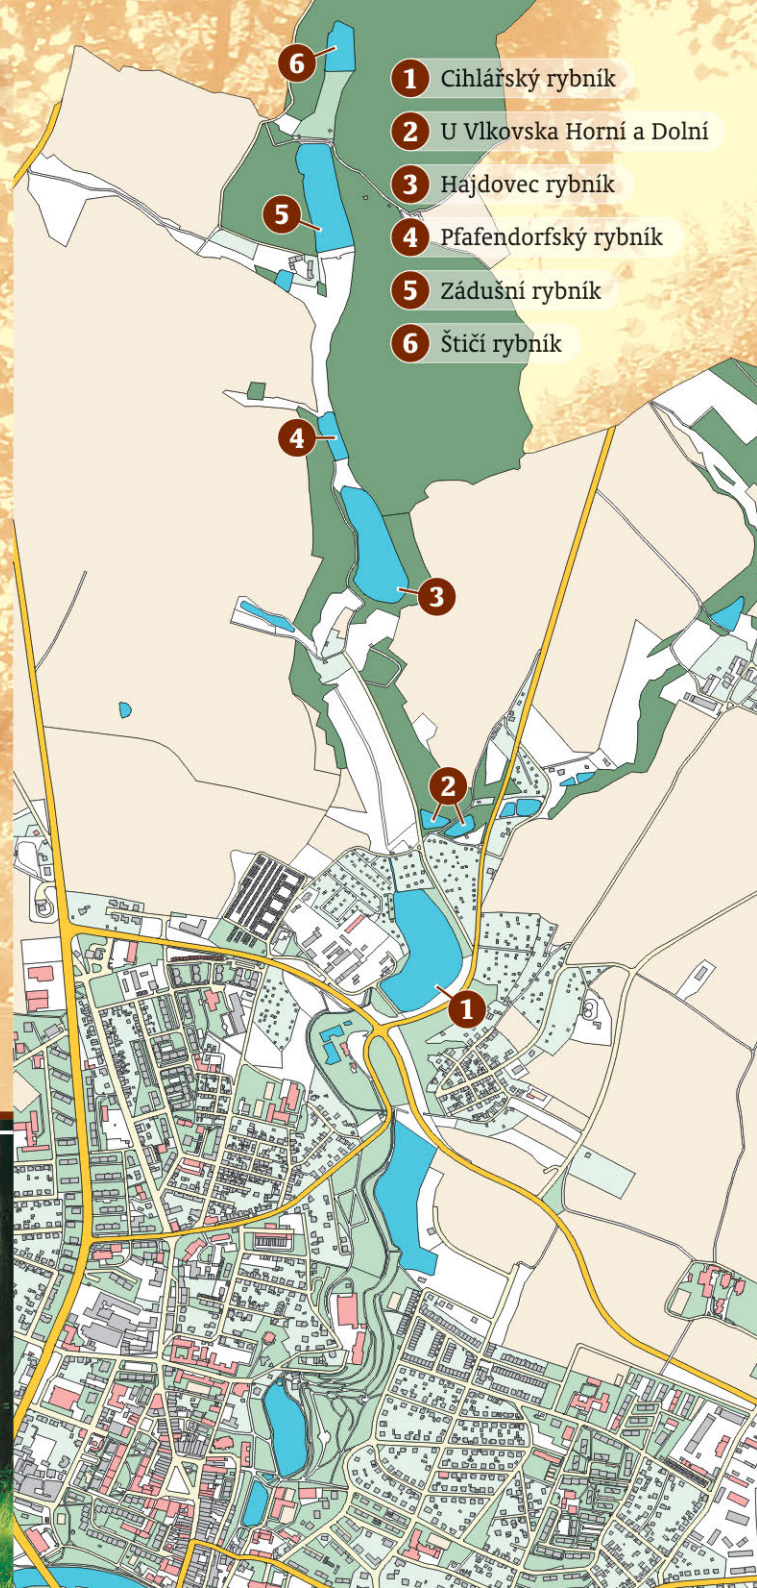 1 Cihlářský rybník
2 U Vlkovska Horní a Dolní
3 Hajdovec rybník
4 Pfafendorfský rybník
5 Zádušní rybník
6 Štičí rybník
6
5
4
3
2
1